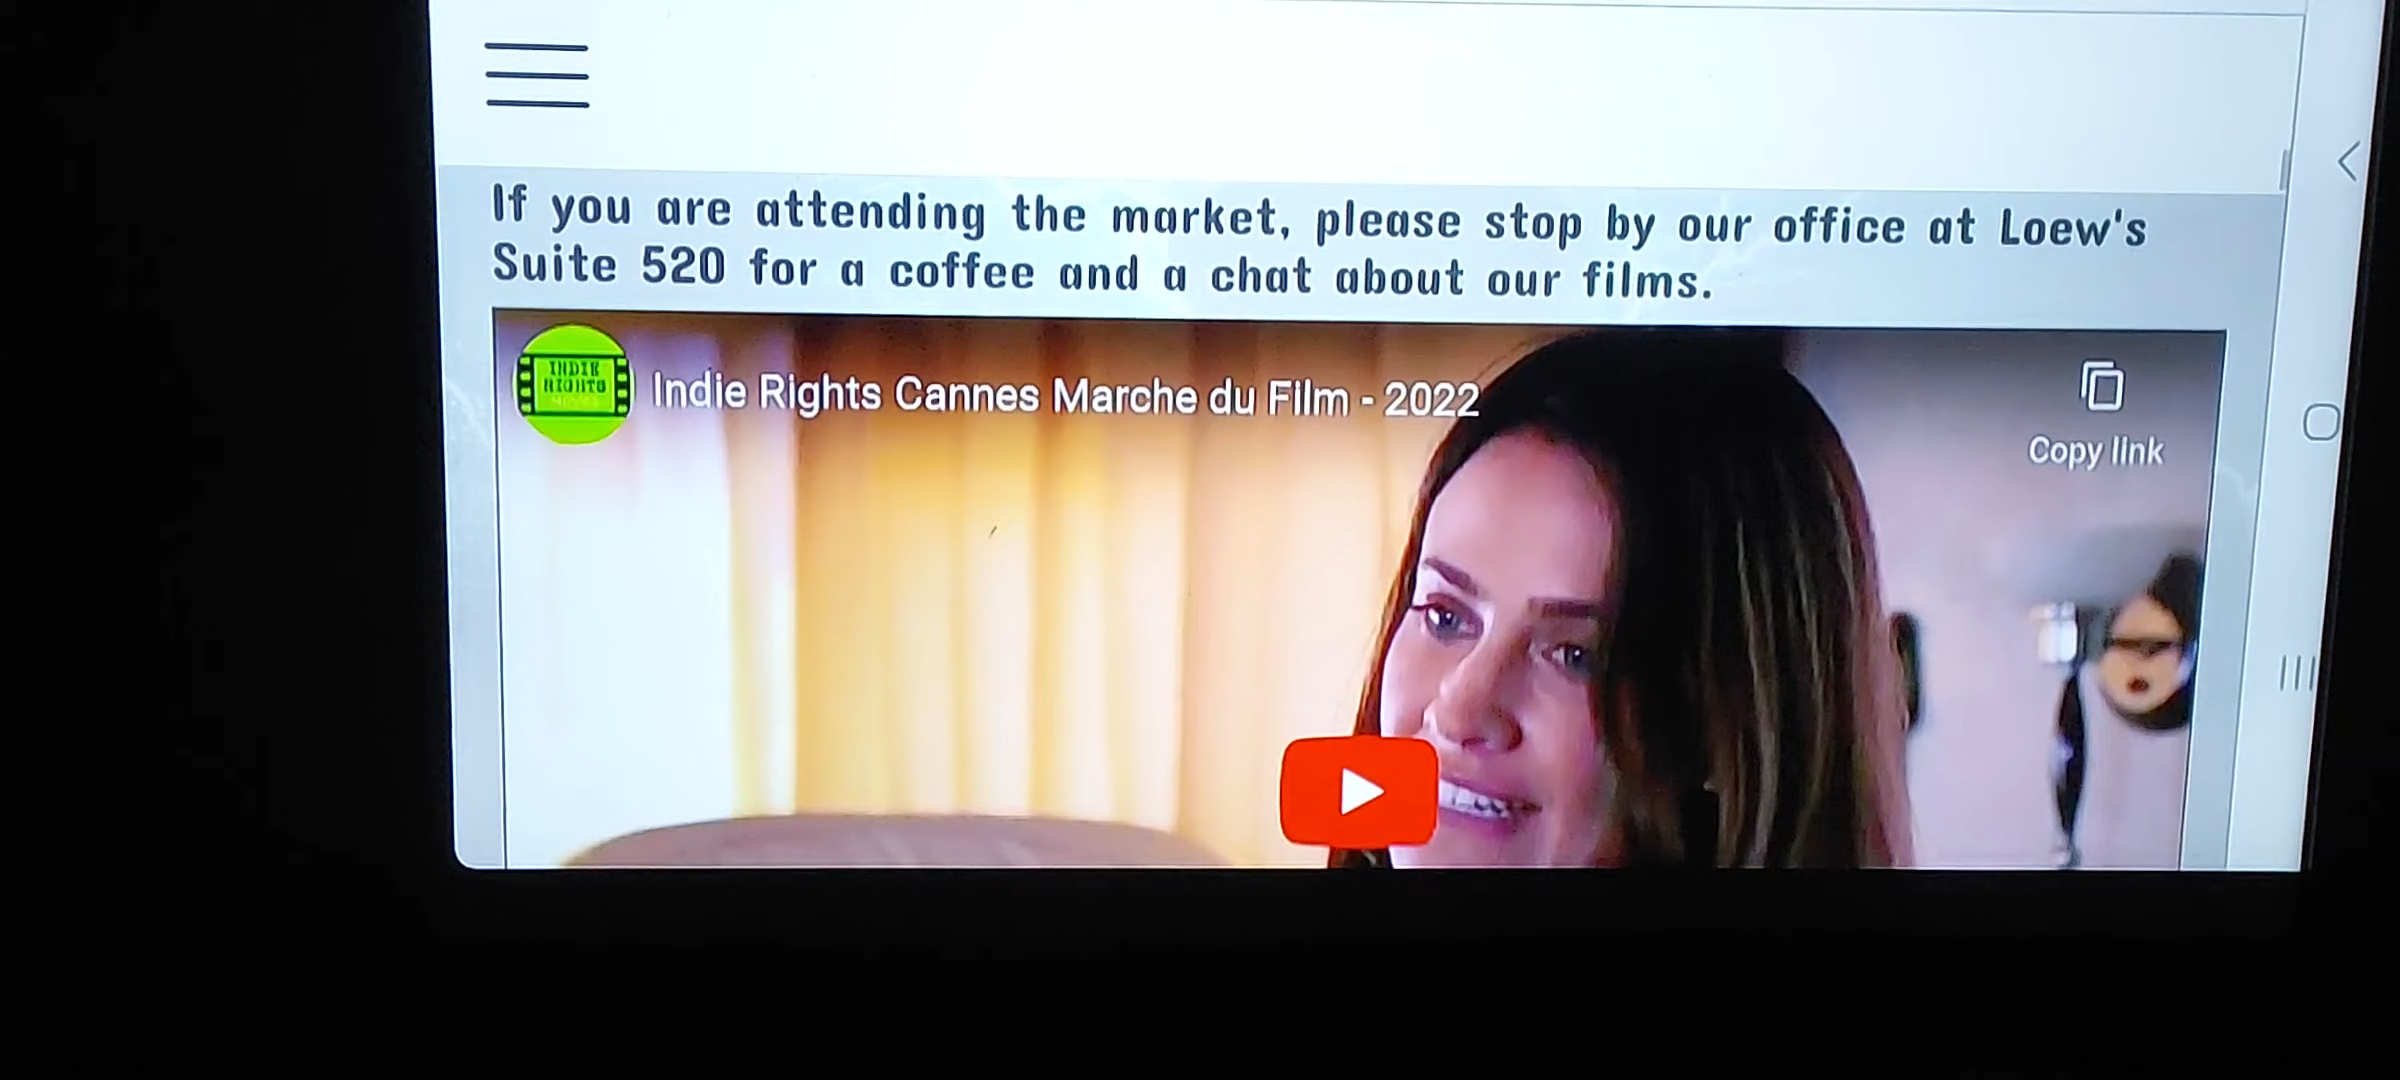 If you are attending the market, please stop by our office at Loew's
Suite 520 for a coffee and a chat about our films.
INDIE
RIGHTS
MOVIES
Indie Rights Cannes Marche du Film - 2022
Copy link